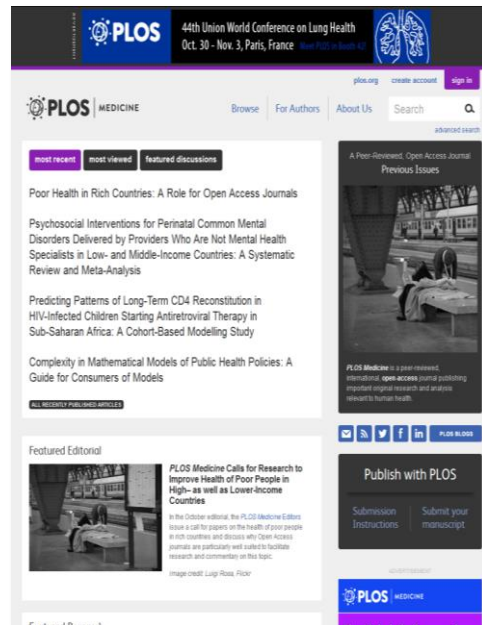 PLOS
44th Union World Conference on Lung Health
Oct. 30 - Nov. 3, Paris, France Meet PLOS in Booth 42!
plos.org create account sign in
PLOS MEDICINE
Browse For Authors About Us Search
advanced search
most recent most viewed featured discussions
Poor Health in Rich Countries: A Role for Open Access Journals
Psychosocial Interventions for Perinatal Common Mental
Disorders Delivered by Providers Who Are Not Mental Health
Specialists in Low- and Middle-Income Countries: A Systematic
Review and Meta-Analysis
Predicting Patterns of Long-Term CD4 Reconstitution in
HIV-Infected Children Starting Antiretroviral Therapy in
Sub-Saharan Africa: A Cohort-Based Modelling Study
Complexity in Mathematical Models of Public Health Policies: A
Guide for Consumers of Models
ALL RECENTLY PUBLISHED ARTICLES
A Peer-Reviewed, Open Access Journal
Previous Issues
PLOS Medicine is a peer-reviewed,
international, open-access journal publishing
important original research and analysis
relevant to human health.
PLOS BLOGS
Featured Editorial
PLOS Medicine Calls for Research to
Improve Health of Poor People in
High– as well as Lower-Income
Countries
In the October editorial, the PLOS Medicine Editors
issue a call for papers on the health of poor people
in rich countries and discuss why Open Access
journals are particularly well suited to facilitate
research and commentary on this topic.
Image credit: Luigi Rosa, Flickr
Publish with PLOS
Submission
Instructions
Submit your
manuscript
ADVERTISEMENT
PLOS MEDICINE